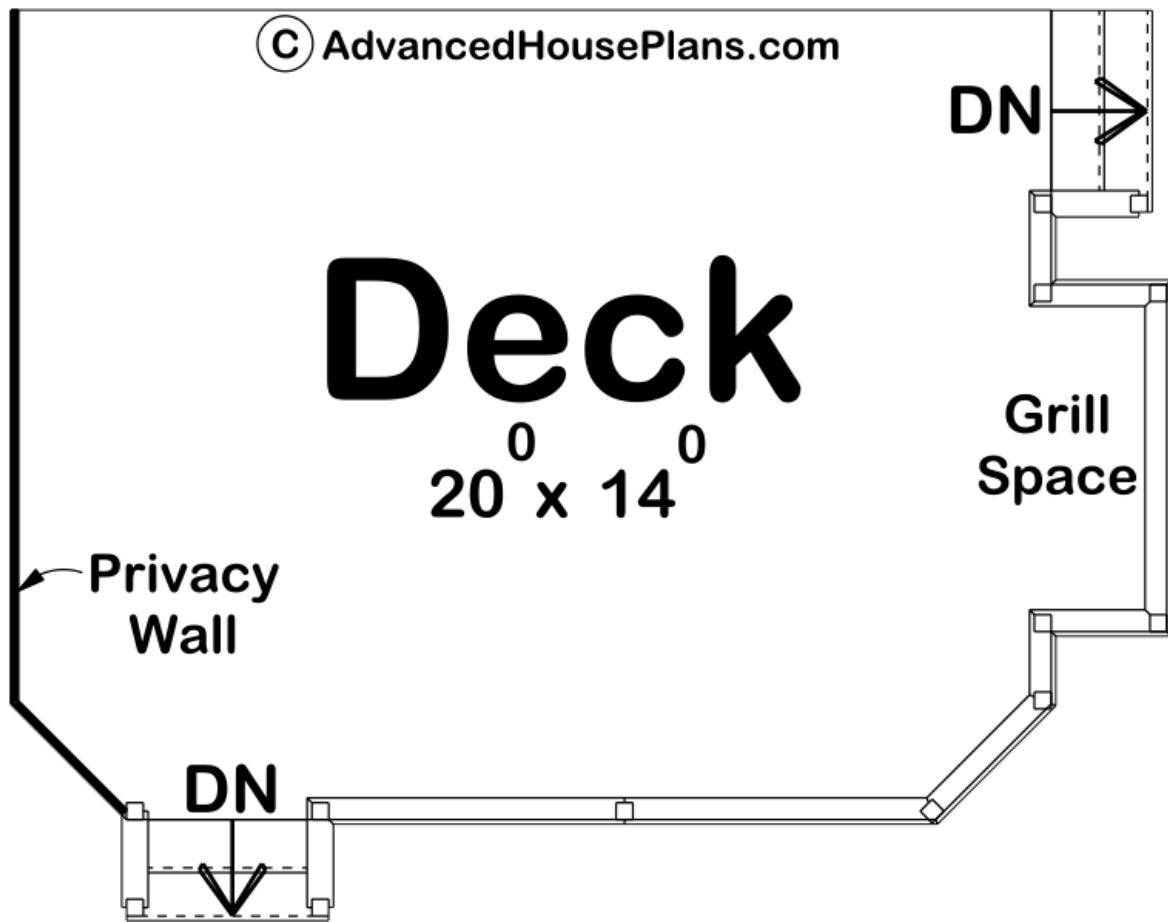 © AdvancedHousePlans.com
DN
Deck
20⁰ x 14⁰
Grill
Space
Privacy
Wall
DN